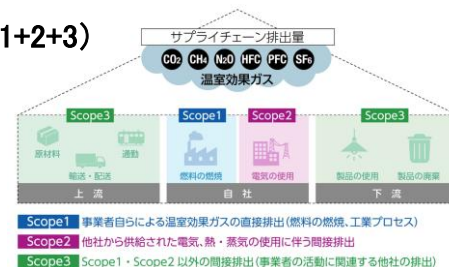 1+2+3)
サプライチェーン排出量
CO2 CH4 N2O HFC PFC SF6
温室効果ガス
Scope3 Scope1 Scope2 Scope3
原材料 通勤
輸送・配送 燃料の燃焼 電気の使用 製品の使用 製品の廃棄
上流 自社 下流
Scope1 事業者自らによる温室効果ガスの直接排出(燃料の燃焼、工業プロセス)
Scope2 他社から供給された電気、熱・蒸気の使用に伴う間接排出
Scope3 Scope1・Scope2 以外の間接排出(事業者の活動に関連する他社の排出)